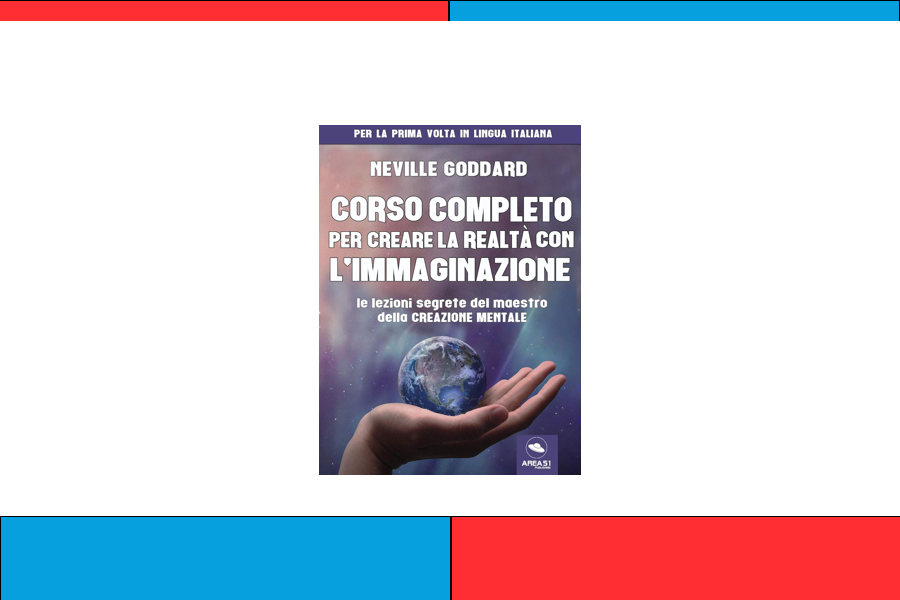 PER LA PRIMA VOLTA IN LINGUA ITALIANA
NEVILLE GODDARD
CORSO COMPLETO
PER CREARE LA REALTÀ CON
L'IMMAGINAZIONE
le lezioni segrete del maestro
della CREAZIONE MENTALE
AREA51
PUBLISHING